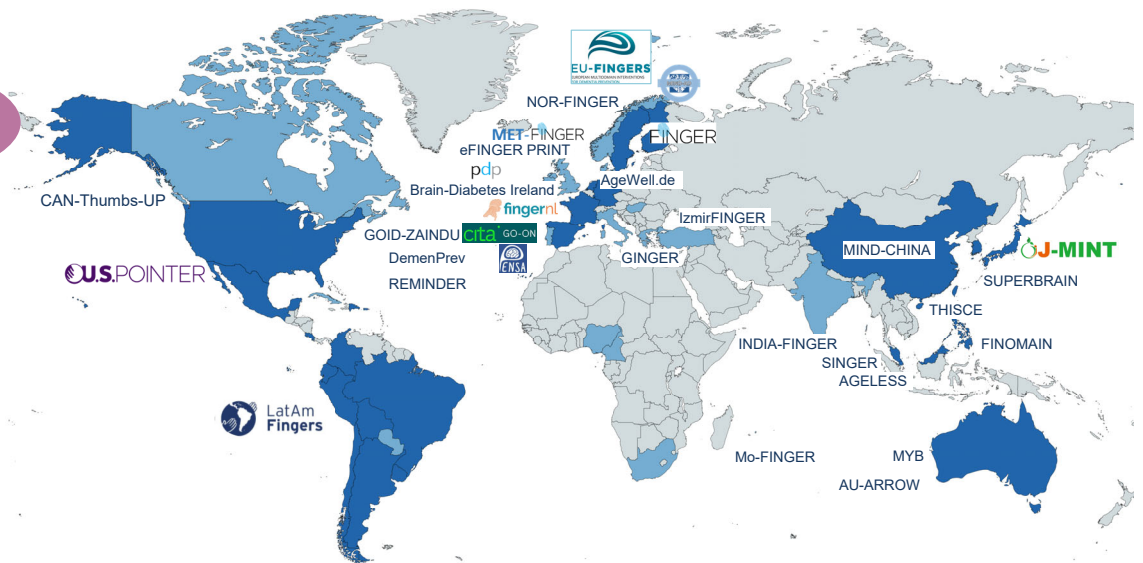 EU-FINGERS
EUROPEAN MULTIDOMAIN INTERVENTIONS
FOR DEMENTIA PREVENTION
NOR-FINGER
MET-FINGER
FINGER
eFINGER PRINT
pdp
AgeWell.de
Brain-Diabetes Ireland
CAN-Thumbs-UP
fingernl
IzmirFINGER
GOID-ZAINDU
cita GO-ON
MIND-CHINA
J-MINT
DemenPrev
ENSA
GINGER
U.S.POINTER
REMINDER
SUPERBRAIN
THISCE
INDIA-FINGER
FINOMAIN
SINGER
AGELESS
LatAm
Fingers
Mo-FINGER
MYB
AU-ARROW